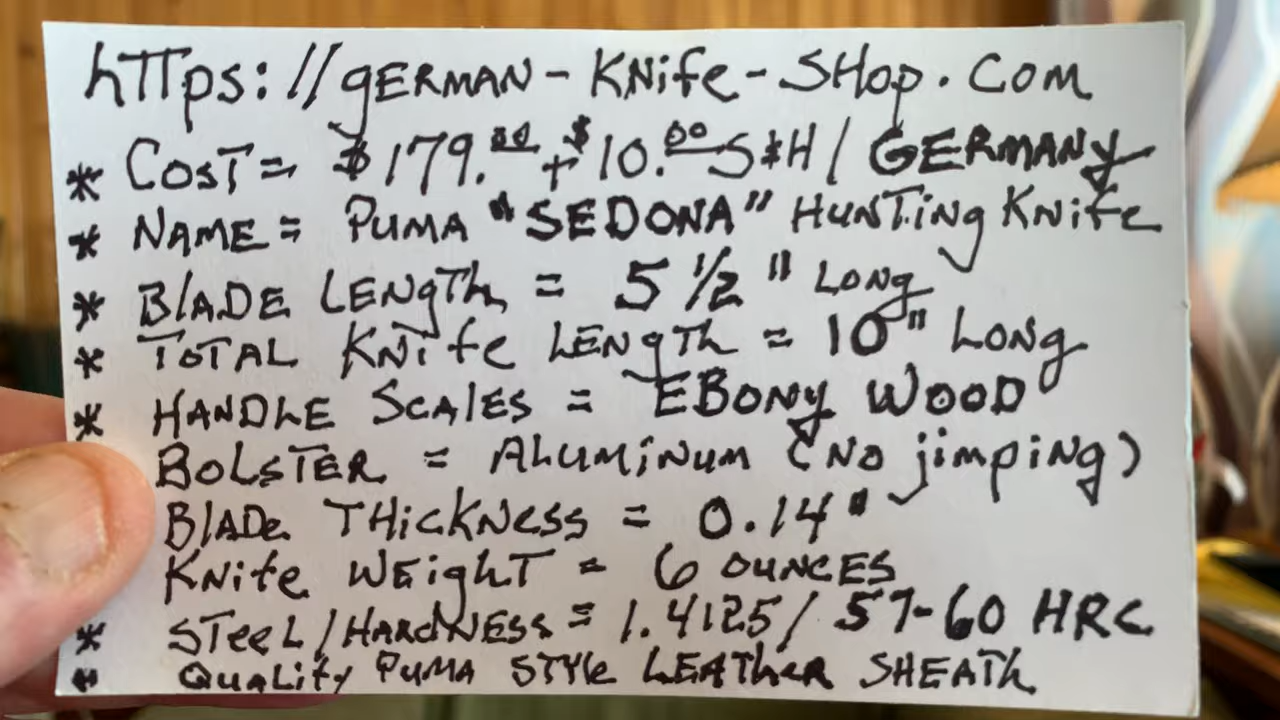 https://german-knife-shop.com
* Cost = $179.00 + $10.00 S&H / GERMANY
* NAME = PUMA "SEDONA" HUNTING KNIFE
* BLADE LENGTH = 5 1/2" LONG
* TOTAL KNIFE LENGTH = 10" LONG
* HANDLE SCALES = EBONY WOOD
BOLSTER = ALUMINUM (NO jimping)
BLADE THICKNESS = 0.14"
KNIFE WEIGHT = 6 OUNCES
* STEEL/HARDNESS = 1.4125/ 57-60 HRC
* QUALITY PUMA STYLE LEATHER SHEATH